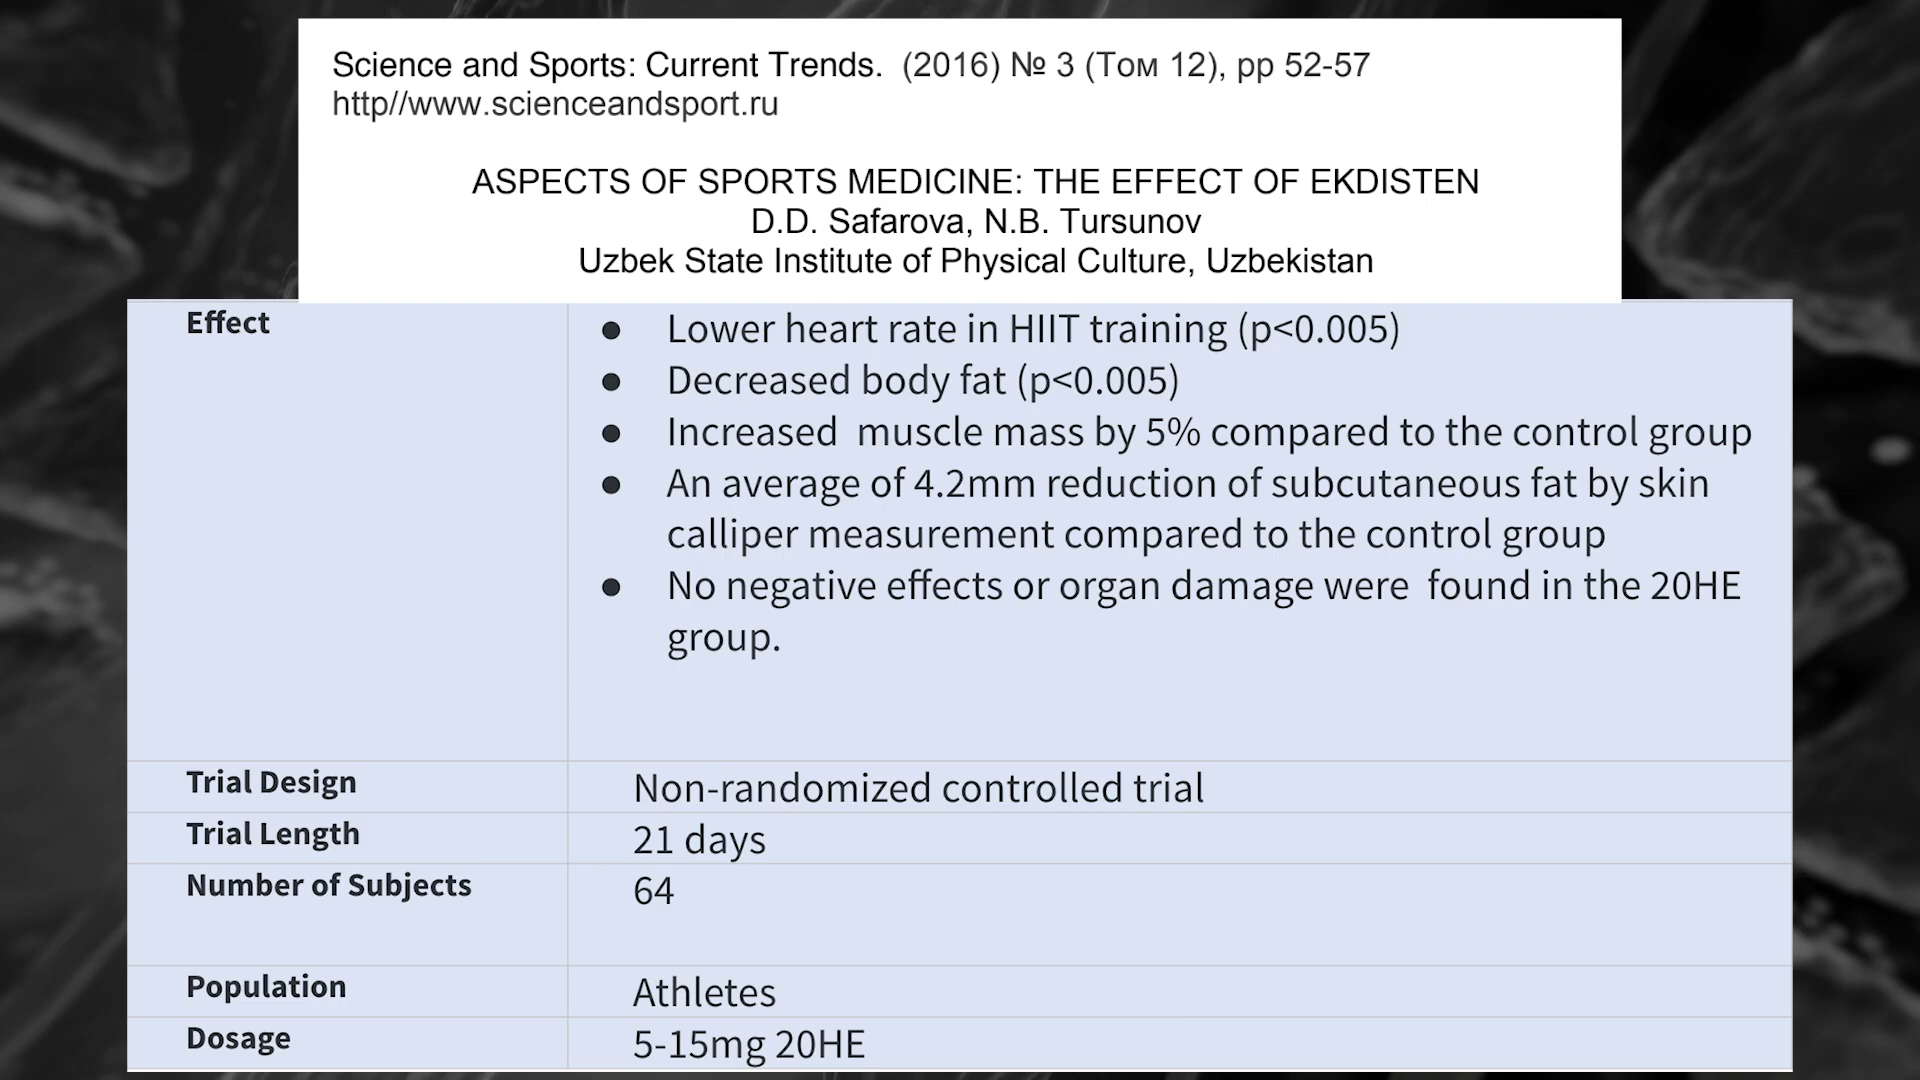 Science and Sports: Current Trends. (2016) № 3 (Том 12), pp 52-57
http//www.scienceandsport.ru
ASPECTS OF SPORTS MEDICINE: THE EFFECT OF EKDISTEN
D.D. Safarova, N.B. Tursunov
Uzbek State Institute of Physical Culture, Uzbekistan
Effect
● Lower heart rate in HIIT training (p<0.005)
● Decreased body fat (p<0.005)
● Increased muscle mass by 5% compared to the control group
● An average of 4.2mm reduction of subcutaneous fat by skin
calliper measurement compared to the control group
● No negative effects or organ damage were found in the 20HE
group.
Trial Design Non-randomized controlled trial
Trial Length 21 days
Number of Subjects 64
Population Athletes
Dosage 5-15mg 20HE